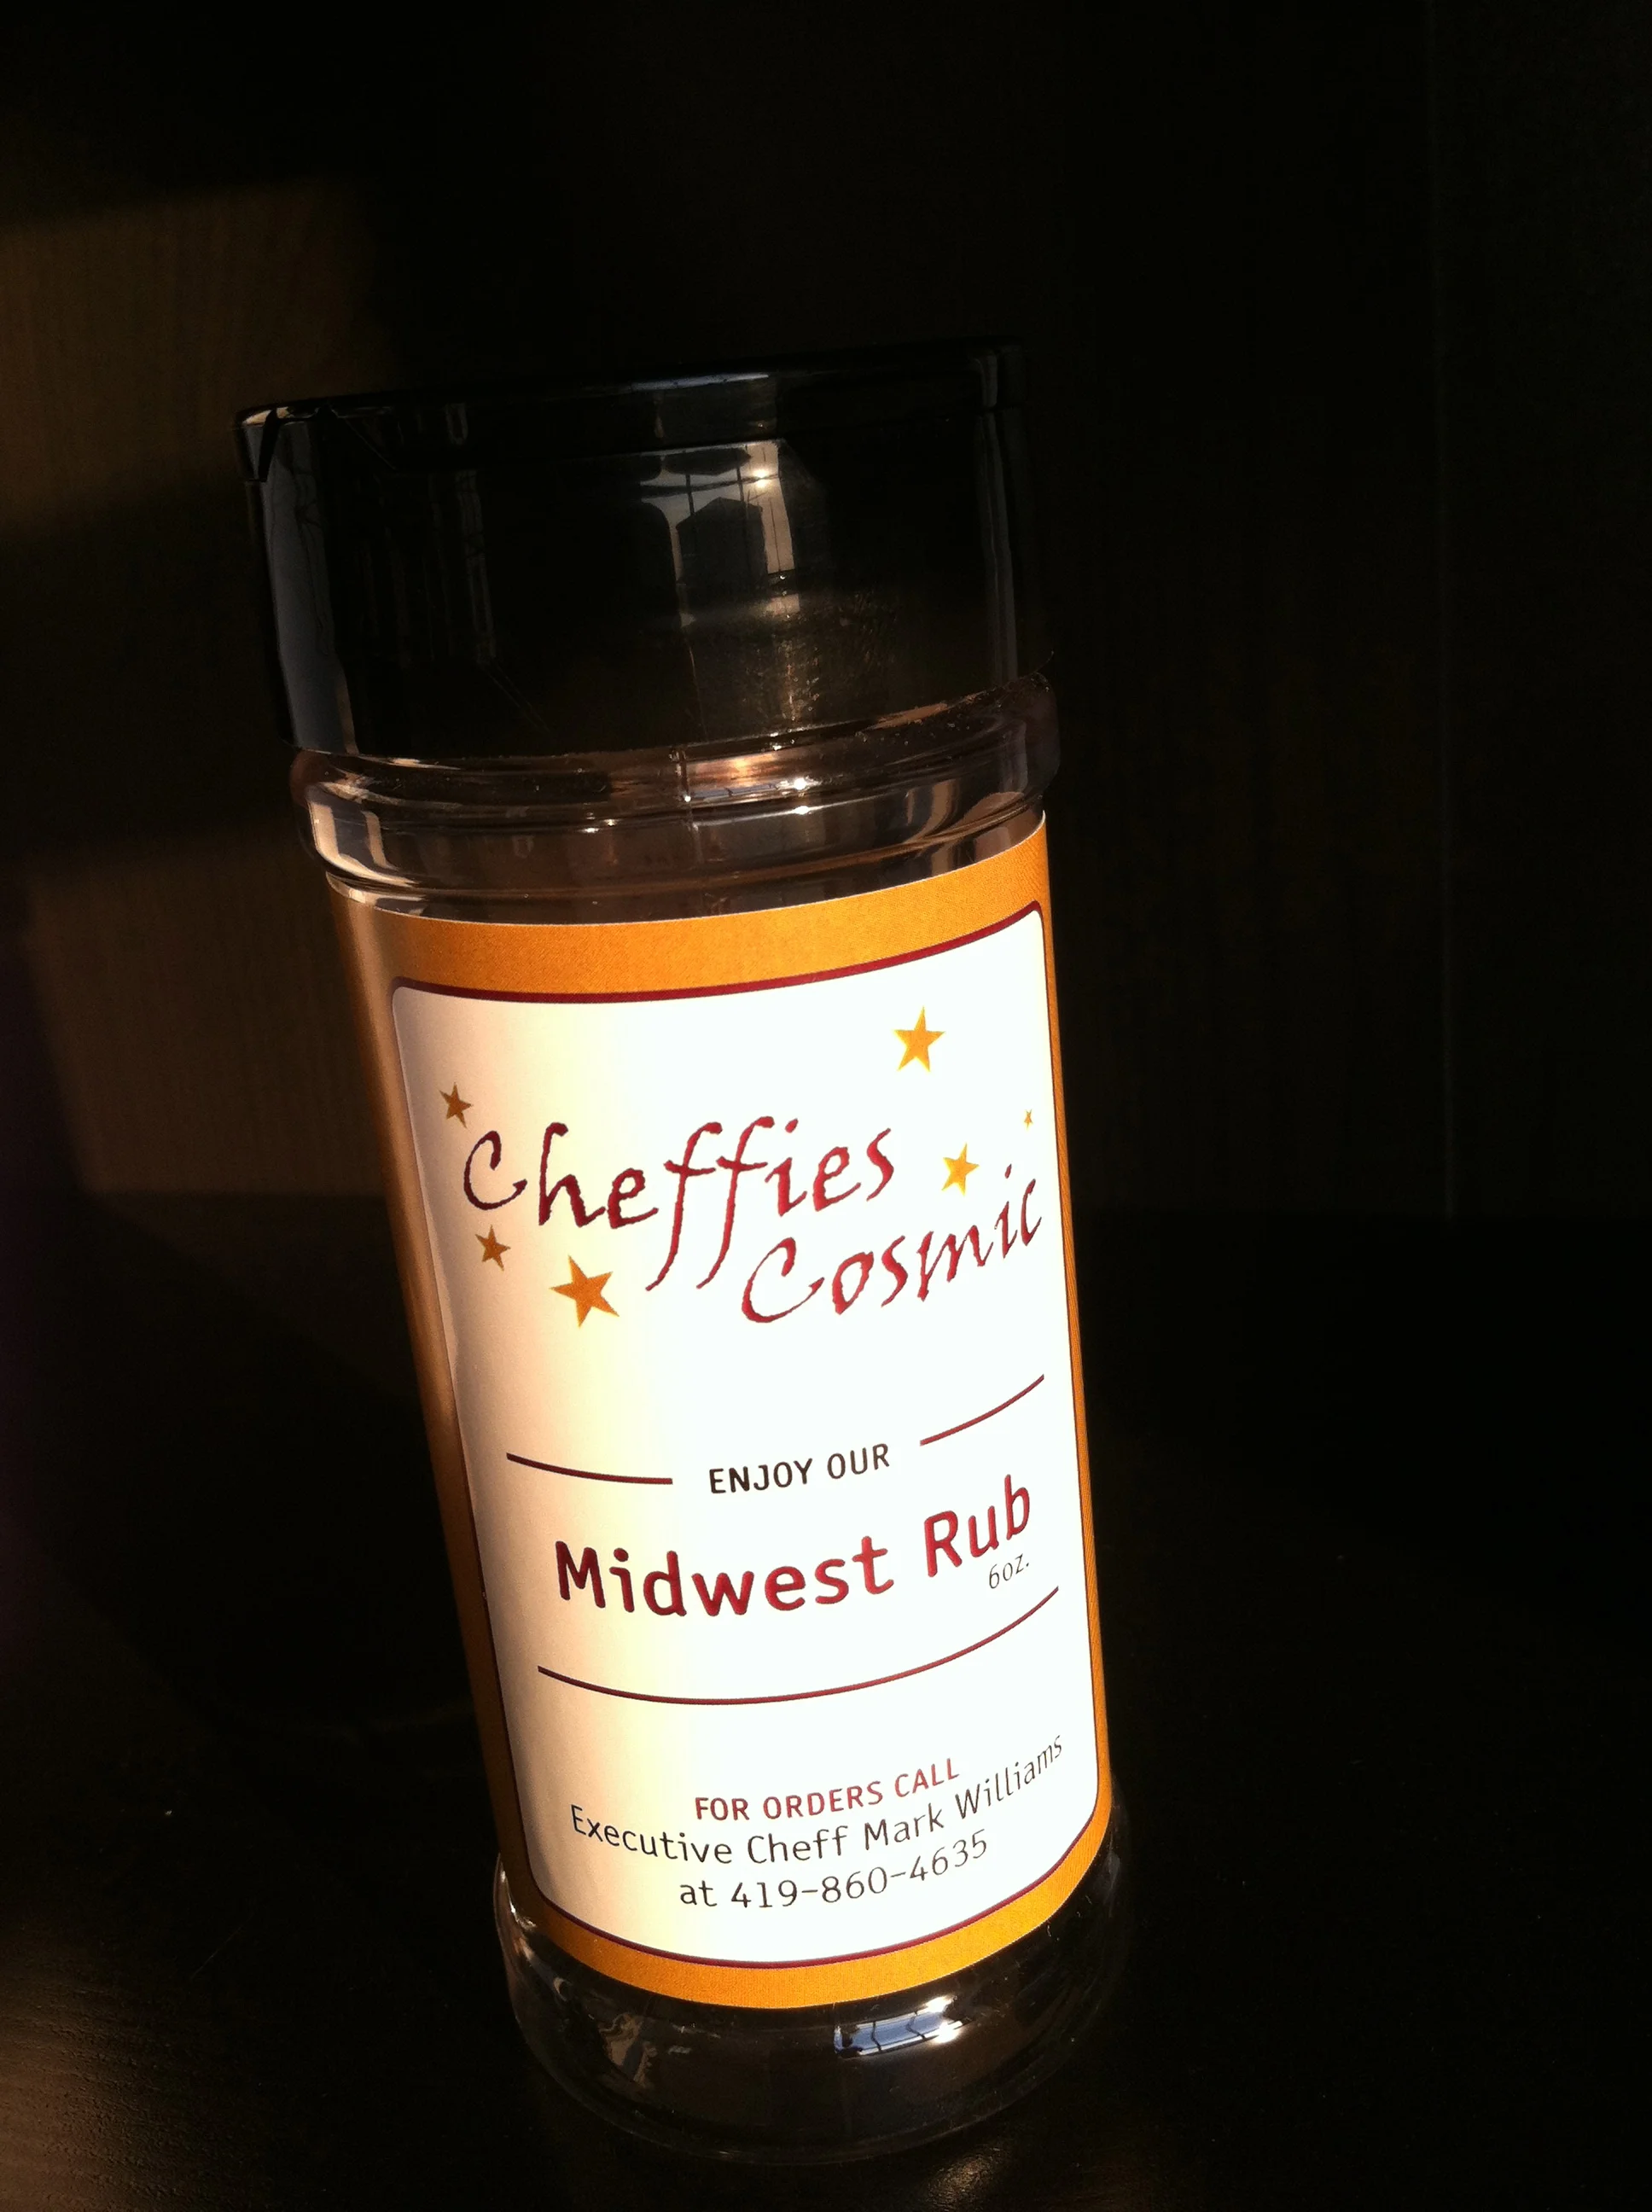 Cheffies
Cosmic
ENJOY OUR
Midwest Rub
6oz.
FOR ORDERS CALL
Executive Cheff Mark Williams
at 419-860-4635